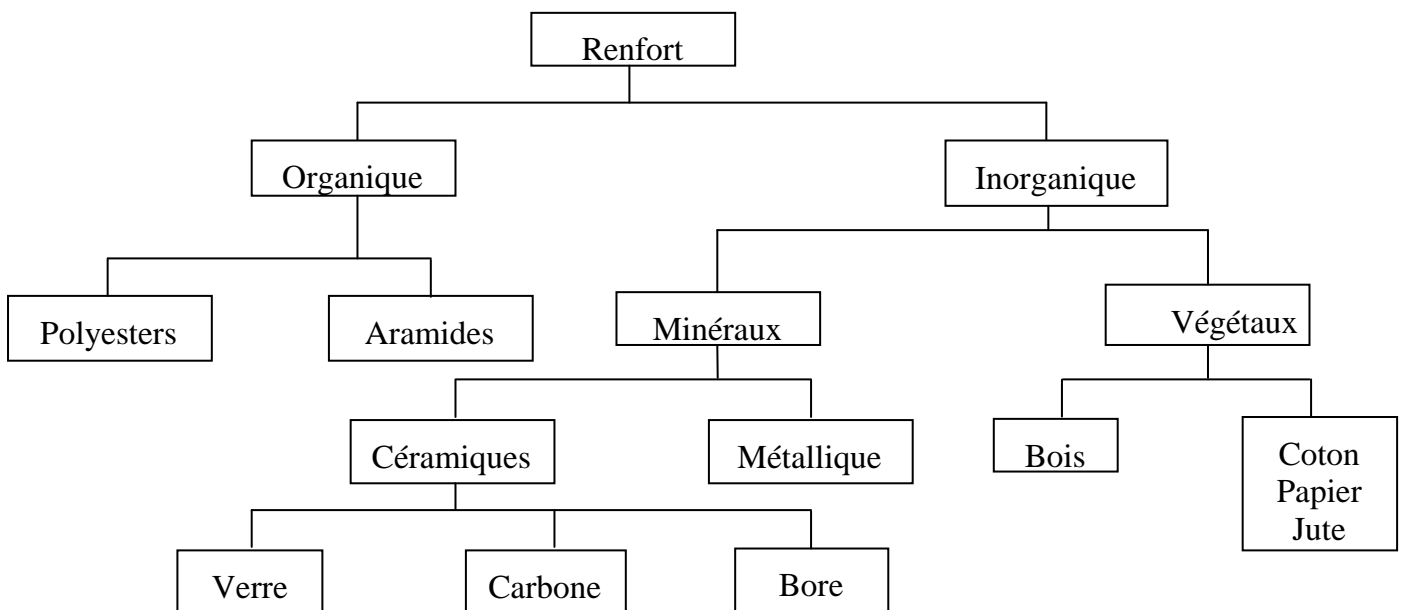 Renfort
Organique
Inorganique
Polyesters
Aramides
Minéraux
Végétaux
Céramiques
Métallique
Bois
Coton
Papier
Jute
Verre
Carbone
Bore